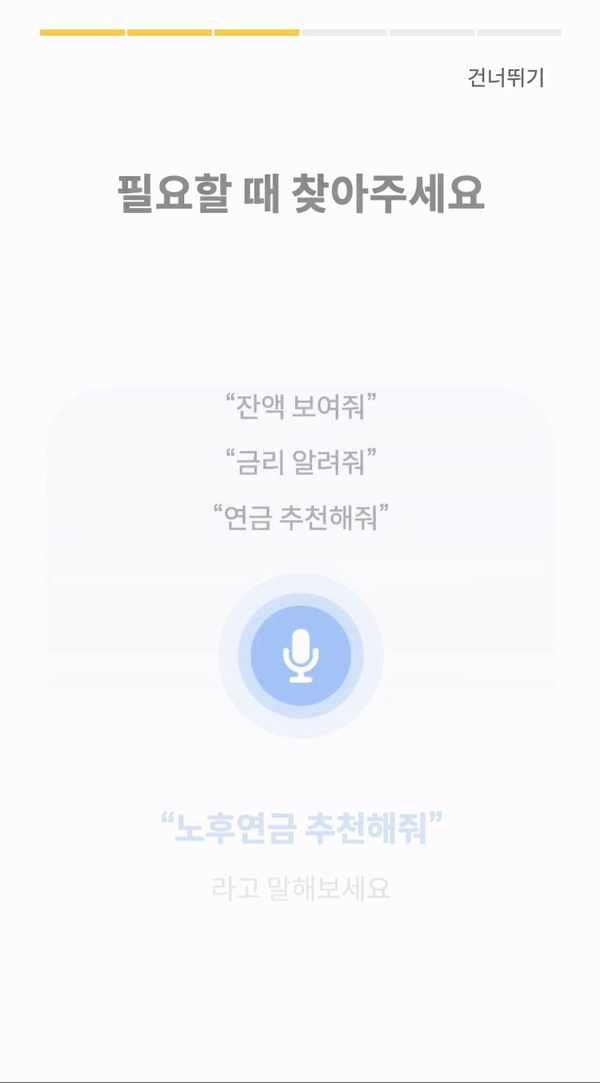 건너뛰기
필요할 때 찾아주세요
“잔액 보여줘”
“금리 알려줘”
“연금 추천해줘”
“노후연금 추천해줘”
라고 말해보세요